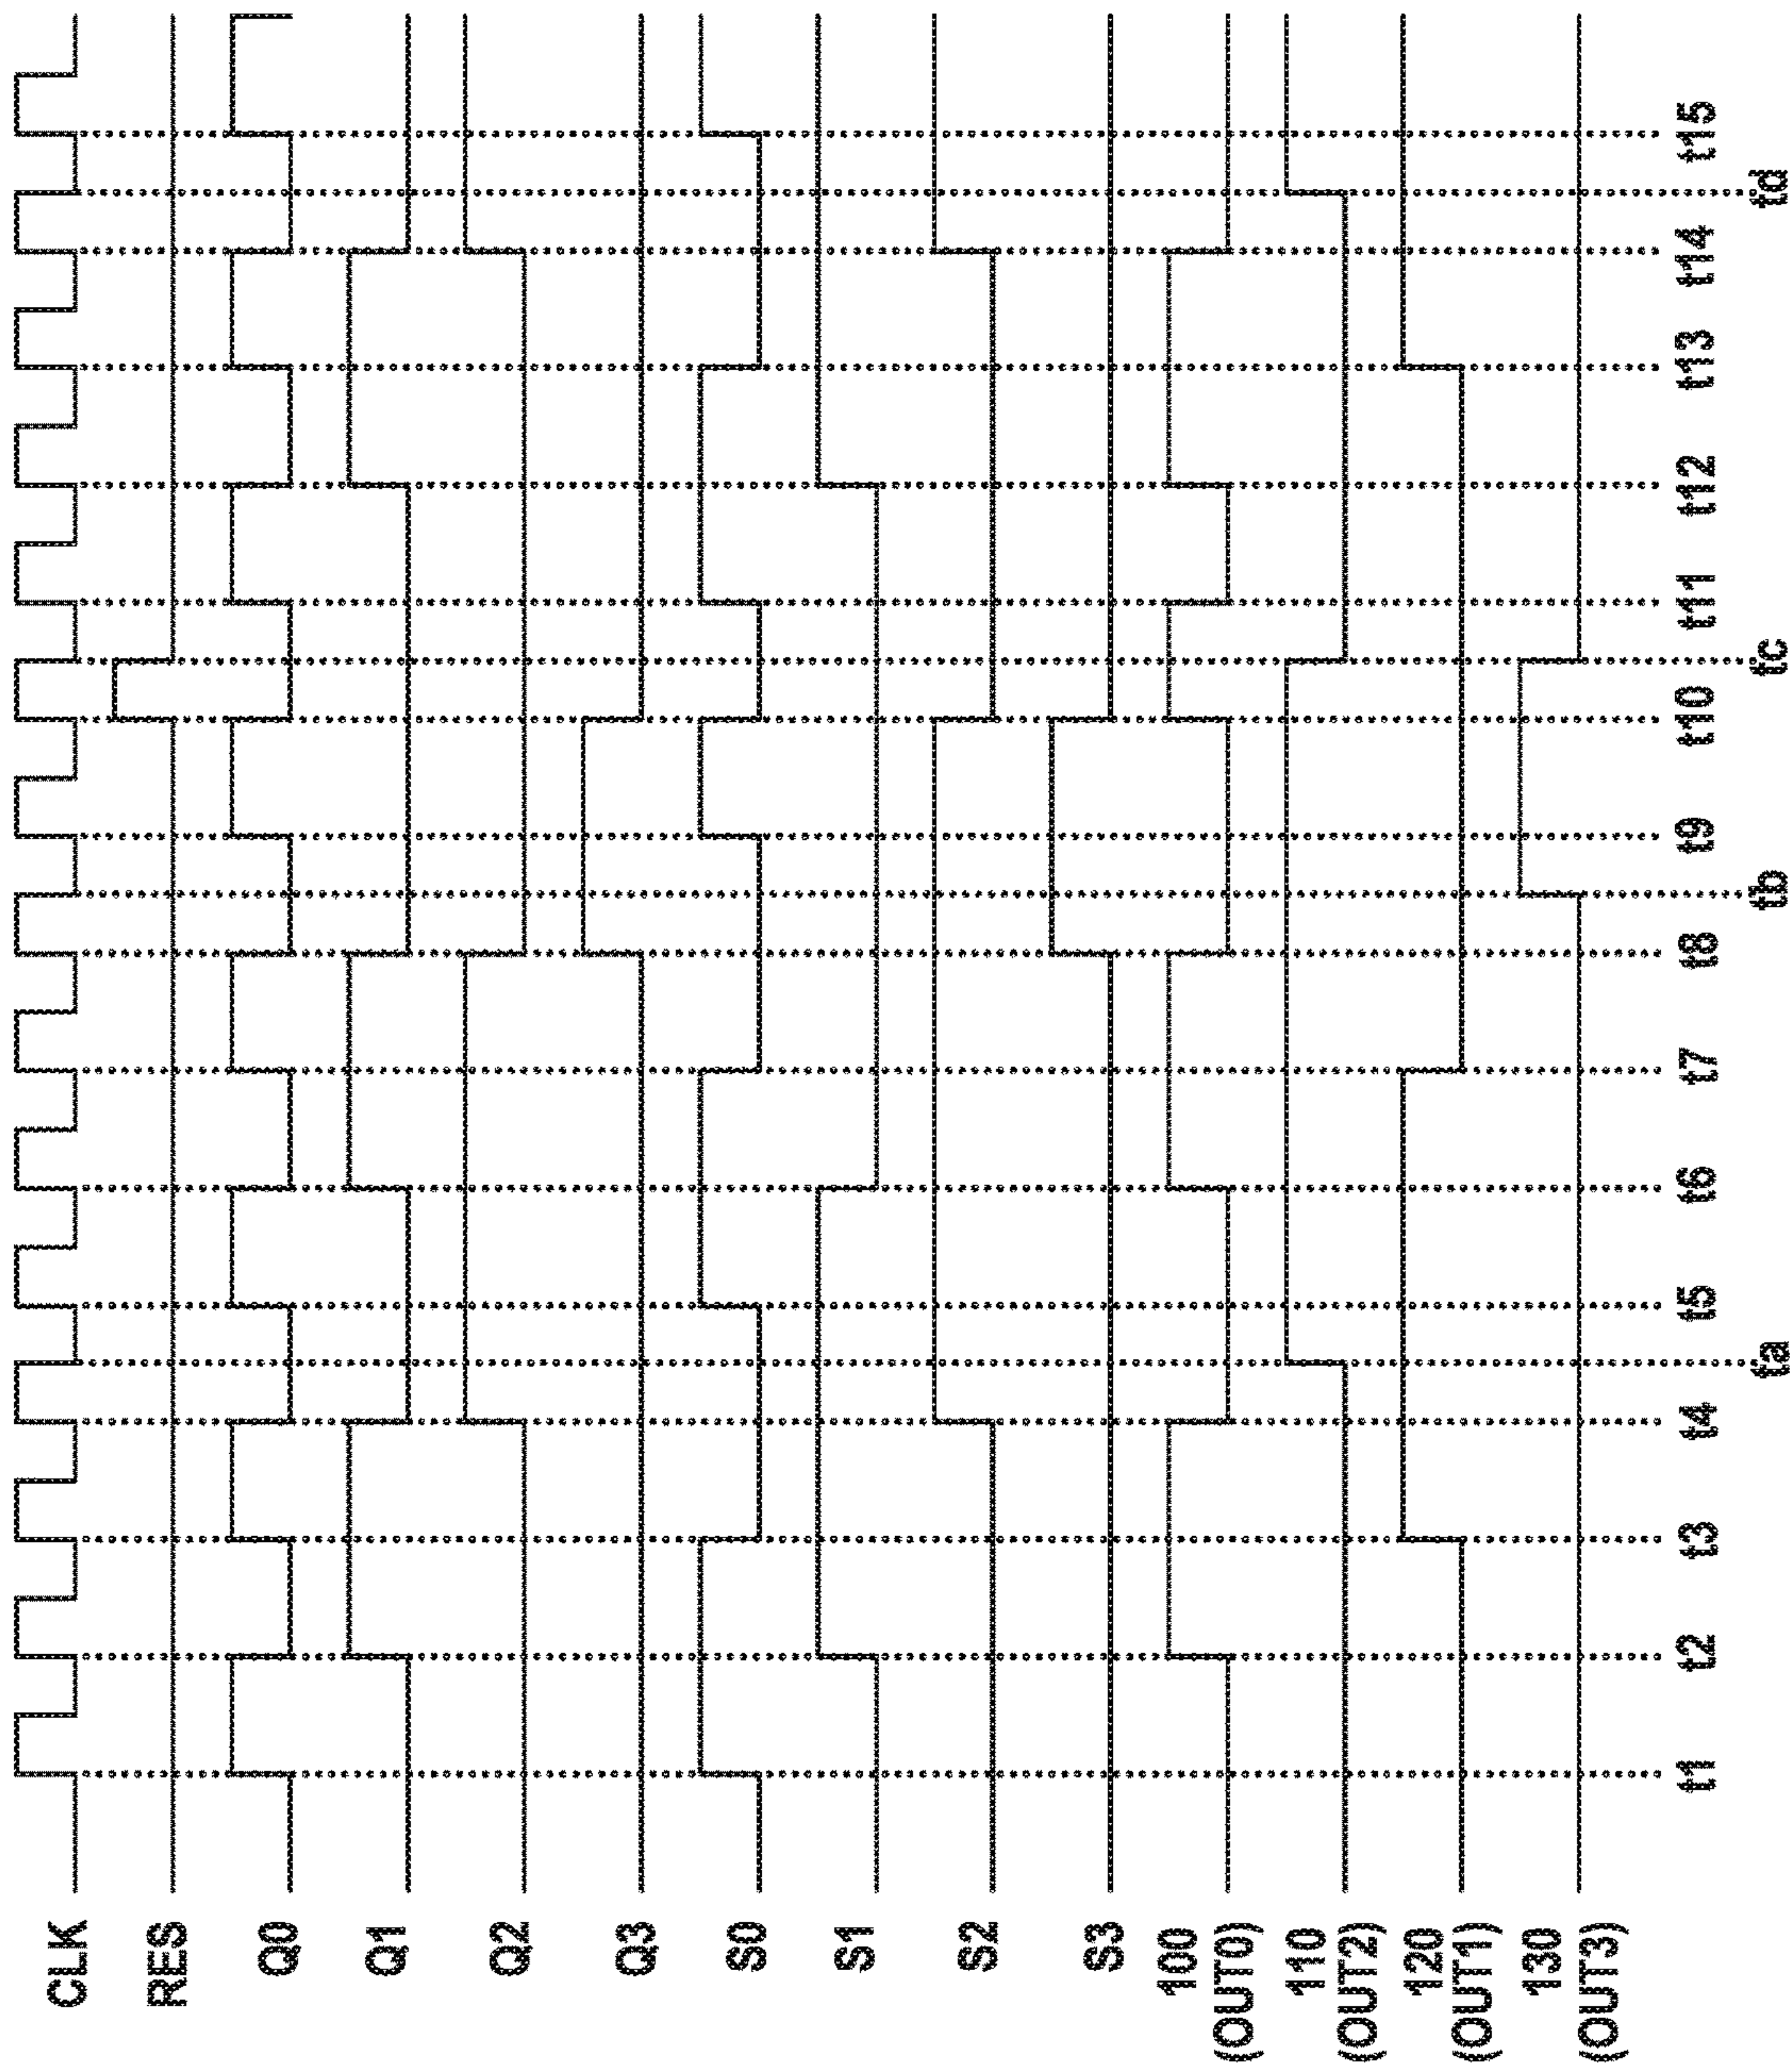 CLK
RES
Q0
Q1
Q2
Q3
S0
S1
S2
S3
100
(OUT0)
110
(OUT2)
120
(OUT1)
130
(OUT3)
t1
t2
t3
t4
t5
t6
t7
t8
t9
t10
t11
t12
t13
t14
t15
ta
tb
tc
td